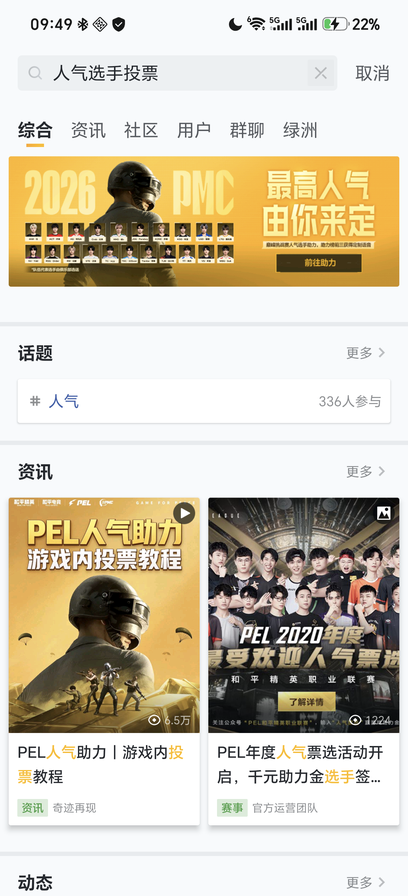 09:49
5G
5G
22%
人气选手投票
取消
综合 资讯 社区 用户 群聊 绿洲
2026 PMC
最高人气
由你来定
前往助力
话题
更多
# 人气
336人参与
资讯
更多
PEL
PEL人气助力
游戏内投票教程
6.5万
PEL 2020年度
最受欢迎人气票选
和平精英职业联赛
了解详情
1224
PEL人气助力丨游戏内投
票教程
资讯 奇迹再现
PEL年度人气票选活动开
启，千元助力金选手签...
赛事 官方运营团队
动态
更多